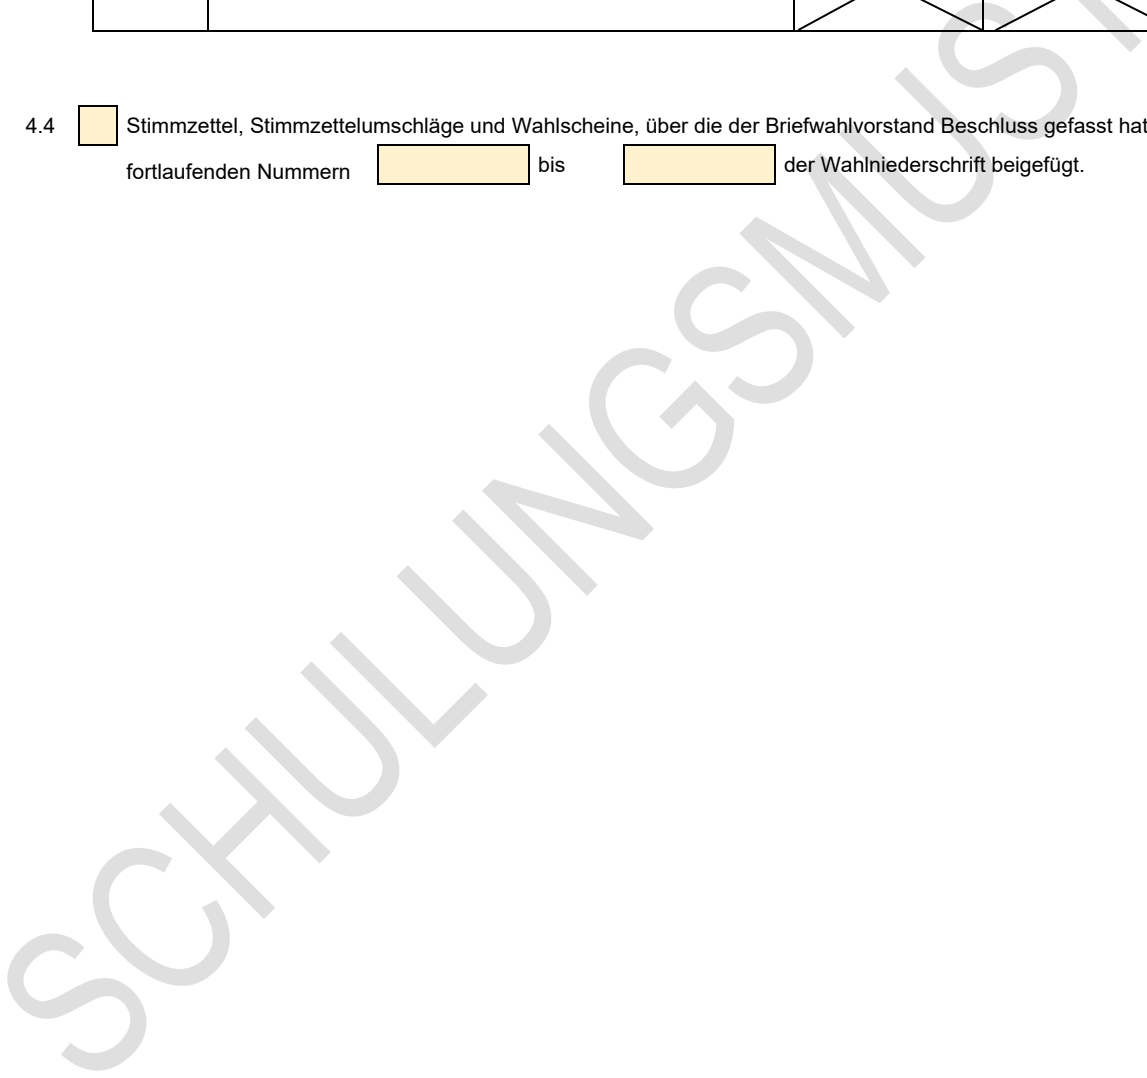 4.4 Stimmzettel, Stimmzettelumschläge und Wahlscheine, über die der Briefwahlvorstand Beschluss gefasst hat
fortlaufenden Nummern bis der Wahlniederschrift beigefügt.
SCHULUNGSMUST